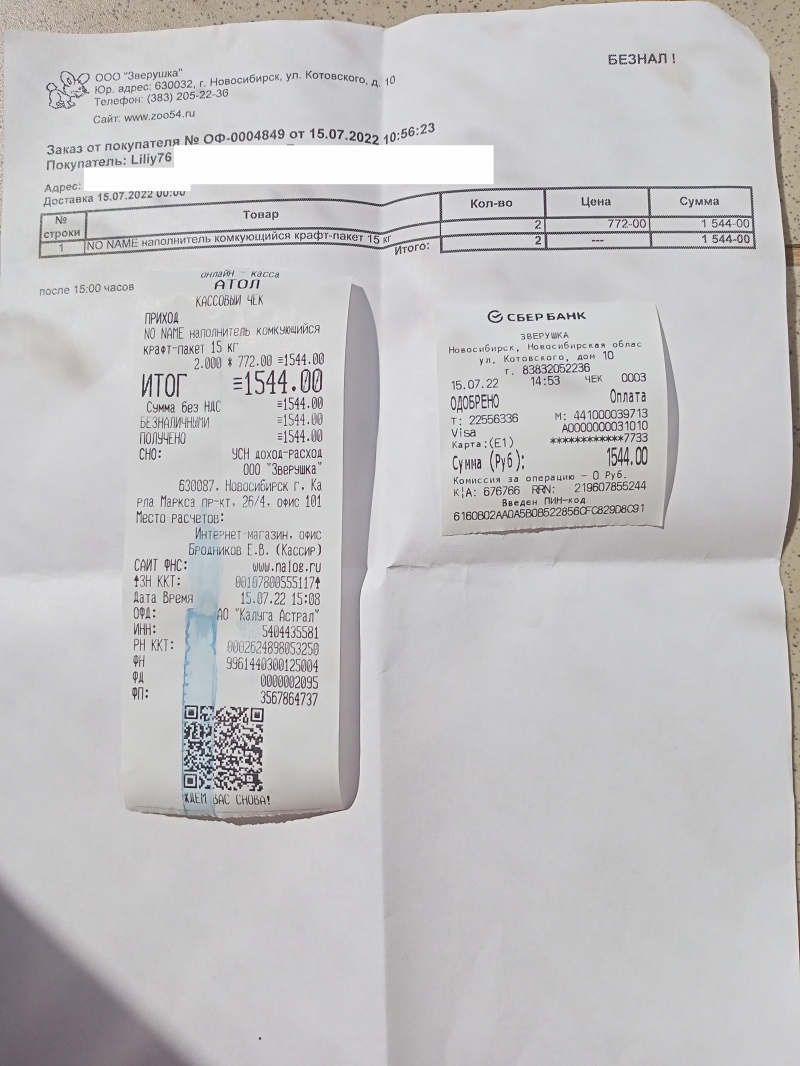 БЕЗНАЛ !
ООО "Зверушка"
Юр. адрес: 630032, г. Новосибирск, ул. Котовского, д. 10
Телефон: (383) 205-22-36
Сайт: www.zoo54.ru
Заказ от покупателя № ОФ-0004849 от 15.07.2022 10:56:23
Покупатель: Liliy76
Адрес:
Доставка 15.07.2022 00:00
№ строки Товар Кол-во Цена Сумма
1 NO NAME наполнитель комкующийся крафт-пакет 15 кг 2 772-00 1 544-00
Итого: 2 --- 1 544-00
после 15:00 часов
онлайн - касса
АТОЛ
КАССОВЫЙ ЧЕК
ПРИХОД
NO NAME наполнитель комкующийся
крафт-пакет 15 кг
2.000 * 772.00 =1544.00
ИТОГ =1544.00
Сумма без НДС =1544.00
БЕЗНАЛИЧНЫМИ =1544.00
ПОЛУЧЕНО =1544.00
СНО: УСН доход-расход
ООО "Зверушка"
630087, Новосибирск г, Ка
рла Маркса пр-кт, 26/4, офис 101
Место расчетов:
Интернет-магазин, офис
Бродников Е.В. (Кассир)
САЙТ ФНС: www.nalog.ru
ЗН ККТ: 00107800555117
Дата Время 15.07.22 15:08
ОФД: АО "Калуга Астрал"
ИНН: 5404435581
РН ККТ: 0002624898053250
ФН 9961440300125004
ФД 0000002095
ФП: 3567864737
ЖДЕМ ВАС СНОВА!
СБЕР БАНК
ЗВЕРУШКА
Новосибирск, Новосибирская облас
ул. Котовского, дом 10
т. 83832052236
15.07.22 14:53 ЧЕК 0003
ОДОБРЕНО Оплата
Т: 22556336 М: 441000039713
Visa A0000000031010
Карта:(E1) ************7733
Сумма (Руб): 1544.00
Комиссия за операцию – 0 Руб.
К/А: 676766 RRN: 219607855244
Введен ПИН-код
6160B02AA0A5B0B522856CFC829D8C91